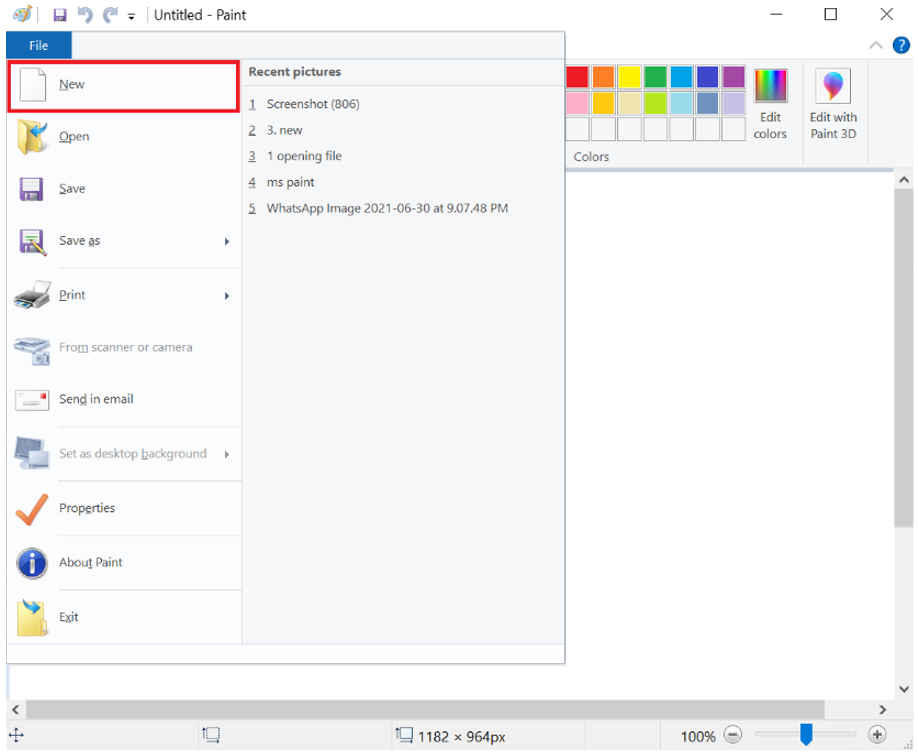 Untitled - Paint
File
New
Open
Save
Save as
Print
From scanner or camera
Send in email
Set as desktop background
Properties
About Paint
Exit
Recent pictures
1 Screenshot (806)
2 3. new
3 1 opening file
4 ms paint
5 WhatsApp Image 2021-06-30 at 9.07.48 PM
Edit
colors
Edit with
Paint 3D
Colors
1182 × 964px
100%